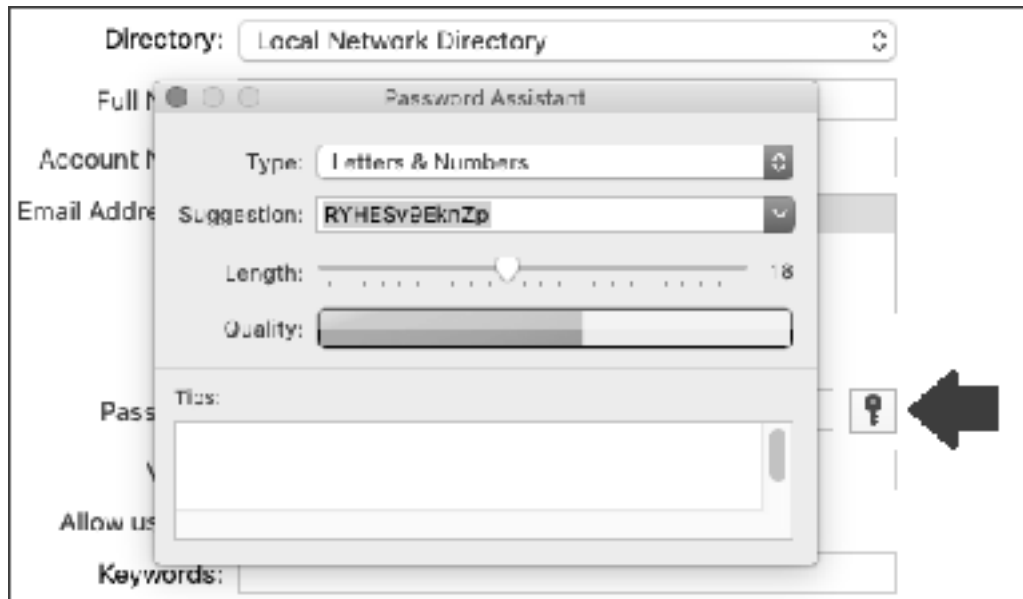 Directory: Local Network Directory
Full N
Password Assistant
Account N
Type: Letters & Numbers
Email Addre
Suggestion: RYHESv9EknZp
Length: 18
Quality:
Tips:
Pass
Allow us
Keywords: